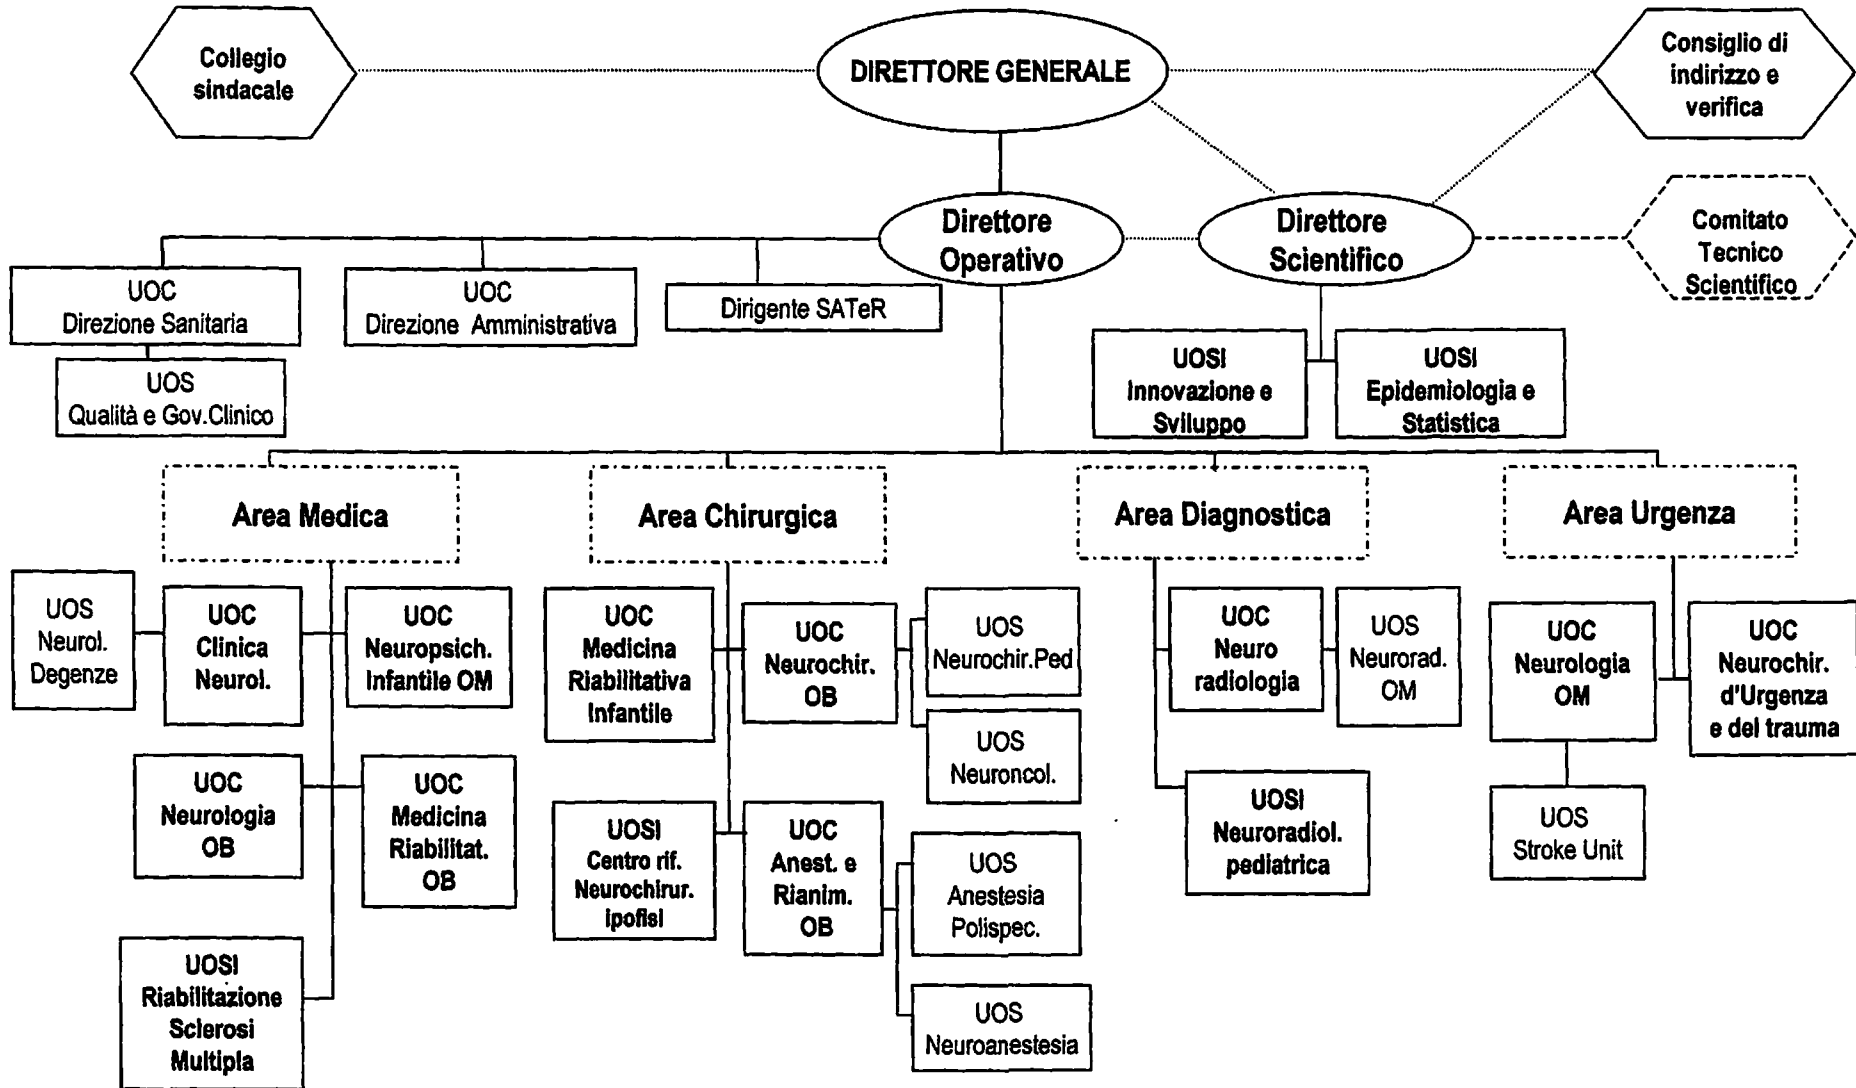 Collegio
sindacale
DIRETTORE GENERALE
Consiglio di
indirizzo e
verifica
Direttore
Operativo
Direttore
Scientifico
Comitato
Tecnico
Scientifico
UOC
Direzione Sanitaria
UOC
Direzione Amministrativa
Dirigente SATeR
UOS
Qualità e Gov.Clinico
UOSI
Innovazione e
Sviluppo
UOSI
Epidemiologia e
Statistica
Area Medica
Area Chirurgica
Area Diagnostica
Area Urgenza
UOS
Neurol.
Degenze
UOC
Clinica
Neurol.
UOC
Neuropsich.
Infantile OM
UOC
Neurologia
OB
UOC
Medicina
Riabilitat.
OB
UOSI
Riabilitazione
Sclerosi
Multipla
UOC
Medicina
Riabilitativa
Infantile
UOC
Neurochir.
OB
UOS
Neurochir.Ped
UOS
Neuroncol.
UOSI
Centro rif.
Neurochirur.
ipofisi
UOC
Anest. e
Rianim.
OB
UOS
Anestesia
Polispec.
UOS
Neuroanestesia
UOC
Neuro
radiologia
UOS
Neurorad.
OM
UOSI
Neuroradiol.
pediatrica
UOC
Neurologia
OM
UOC
Neurochir.
d'Urgenza
e del trauma
UOS
Stroke Unit